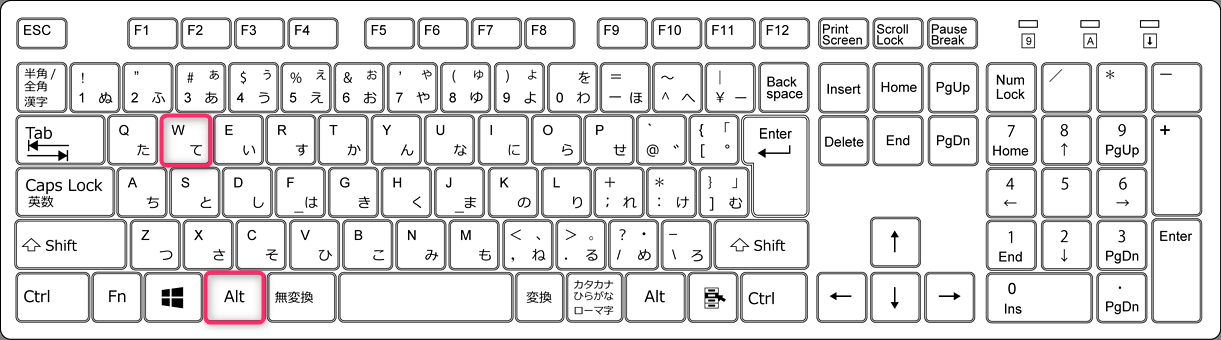 ESC F1 F2 F3 F4 F5 F6 F7 F8 F9 F10 F11 F12 Print Screen Scroll Lock Pause Break 9 A
半角/全角 漢字 ! 1 ぬ " 2 ふ # ぁ 3 あ $ ぅ 4 う % ぇ 5 え & ぉ 6 お ' ゃ 7 や ( ゅ 8 ゆ ) ょ 9 よ を 0 わ = ー ほ ～ ^ へ | ¥ ー Back space Insert Home PgUp Num Lock ／ ＊ ー
Tab Q た W て E い R す T か Y ん U な I に O ら P せ ` @ ゛ { 「 [ ° Enter Delete End PgDn 7 Home 8 ↑ 9 PgUp +
Caps Lock 英数 A ち S と D し F _は G き H く J _ま K の L り + ; れ * : け } 」 ] む 4 ← 5 6 →
Shift Z つ X さ C そ V ひ B こ N み M も < 、 , ね > 。 . る ? ・ / め _ \ ろ Shift ↑ 1 End 2 ↓ 3 PgDn Enter
Ctrl Fn Alt 無変換 変換 カタカナ ひらがな ローマ字 Alt Ctrl ← ↓ → 0 Ins . PgDn